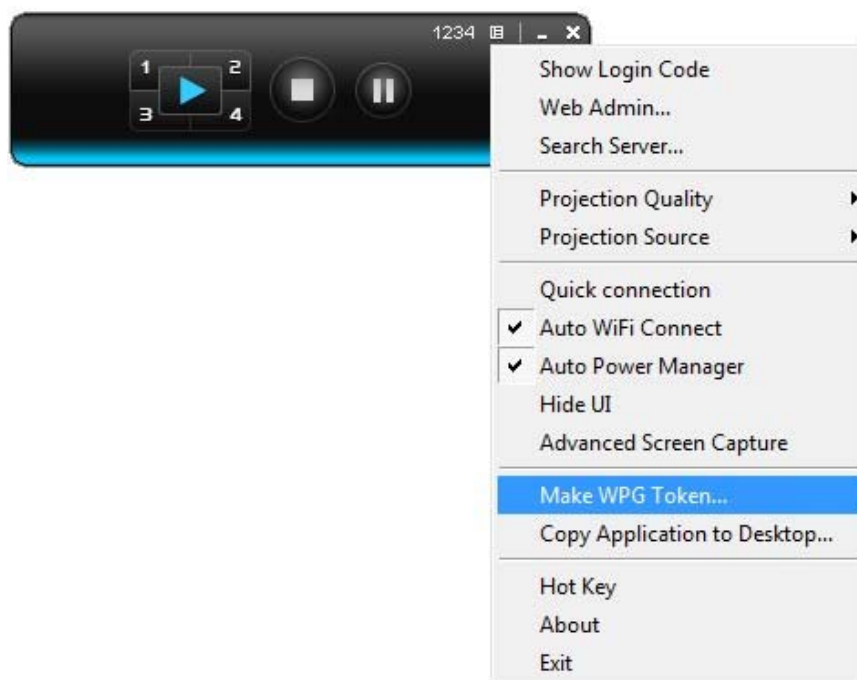 1234
1 2
3 4
Show Login Code
Web Admin...
Search Server...
Projection Quality
Projection Source
Quick connection
Auto WiFi Connect
Auto Power Manager
Hide UI
Advanced Screen Capture
Make WPG Token...
Copy Application to Desktop...
Hot Key
About
Exit